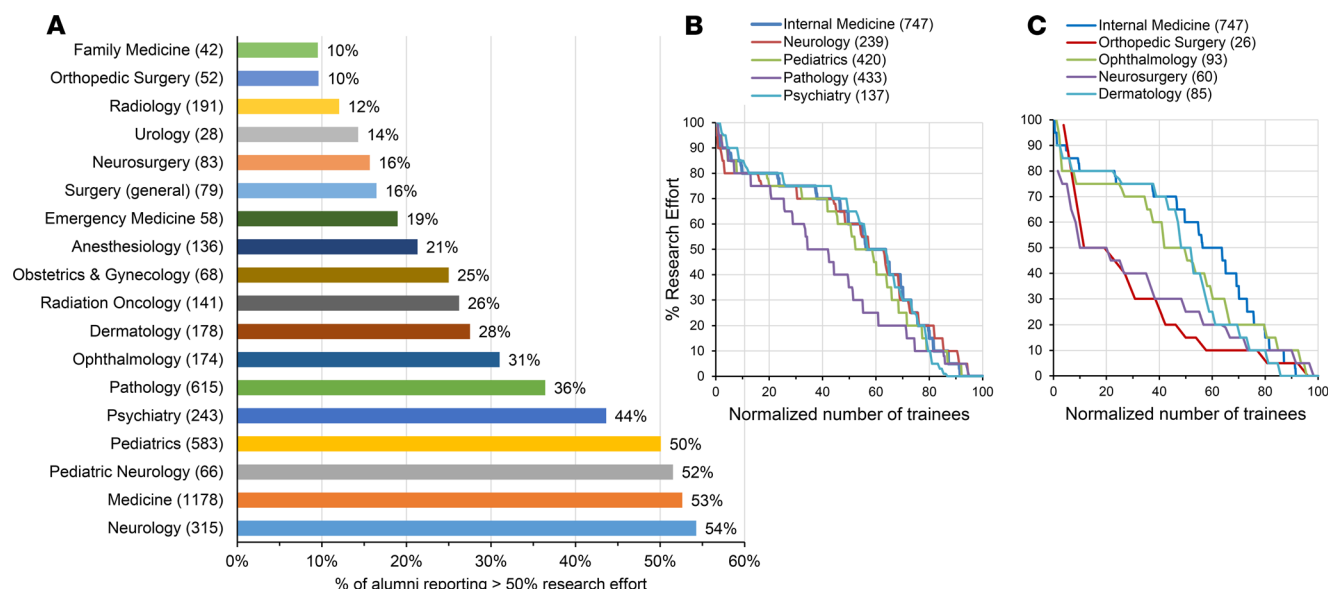 A
Family Medicine (42) 10%
Orthopedic Surgery (52) 10%
Radiology (191) 12%
Urology (28) 14%
Neurosurgery (83) 16%
Surgery (general) (79) 16%
Emergency Medicine 58) 19%
Anesthesiology (136) 21%
Obstetrics & Gynecology (68) 25%
Radiation Oncology (141) 26%
Dermatology (178) 28%
Ophthalmology (174) 31%
Pathology (615) 36%
Psychiatry (243) 44%
Pediatrics (583) 50%
Pediatric Neurology (66) 52%
Medicine (1178) 53%
Neurology (315) 54%
0% 10% 20% 30% 40% 50% 60%
% of alumni reporting > 50% research effort
B
Internal Medicine (747)
Neurology (239)
Pediatrics (420)
Pathology (433)
Psychiatry (137)
% Research Effort
100
90
80
70
60
50
40
30
20
10
0
0 20 40 60 80 100
Normalized number of trainees
C
Internal Medicine (747)
Orthopedic Surgery (26)
Ophthalmology (93)
Neurosurgery (60)
Dermatology (85)
100
90
80
70
60
50
40
30
20
10
0
0 20 40 60 80 100
Normalized number of trainees